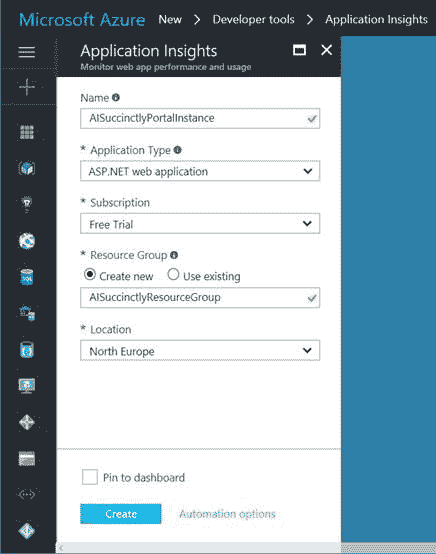 Microsoft Azure New > Developer tools > Application Insights
Application Insights
Monitor web app performance and usage
Name
AISuccinctlyPortalInstance
* Application Type
ASP.NET web application
* Subscription
Free Trial
* Resource Group
Create new Use existing
AISuccinctlyResourceGroup
* Location
North Europe
Pin to dashboard
Create Automation options